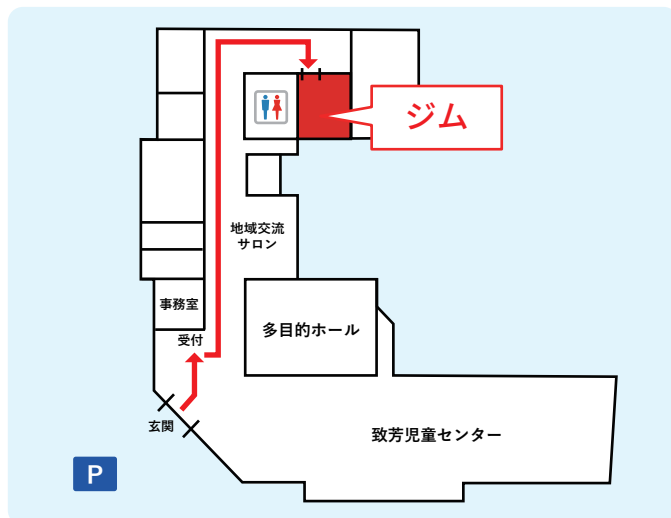 ジム
地域交流
サロン
事務室
多目的ホール
受付
玄関
致芳児童センター
P